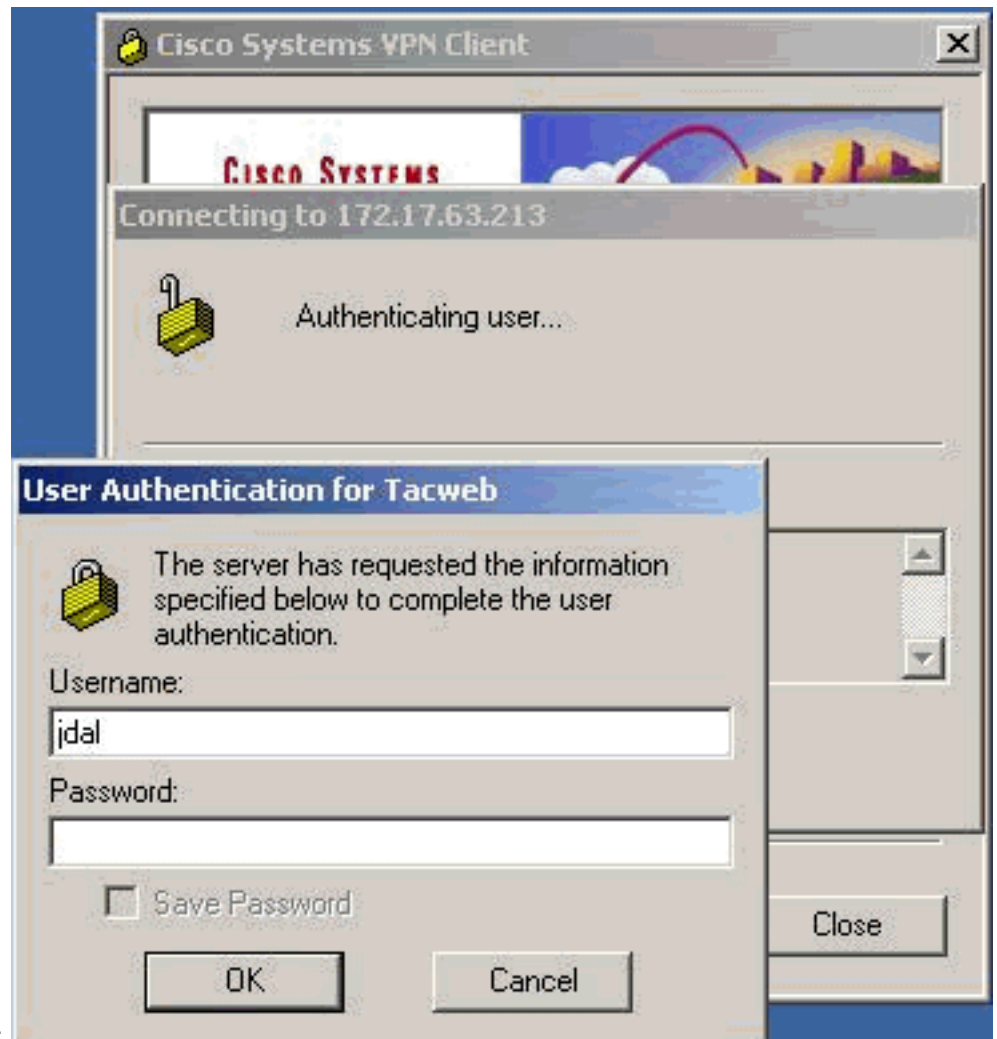 Cisco Systems VPN Client
CISCO SYSTEMS
Connecting to 172.17.63.213
Authenticating user...
User Authentication for Tacweb
The server has requested the information
specified below to complete the user
authentication.
Username:
jdal
Password:
Save Password
OK
Cancel
Close